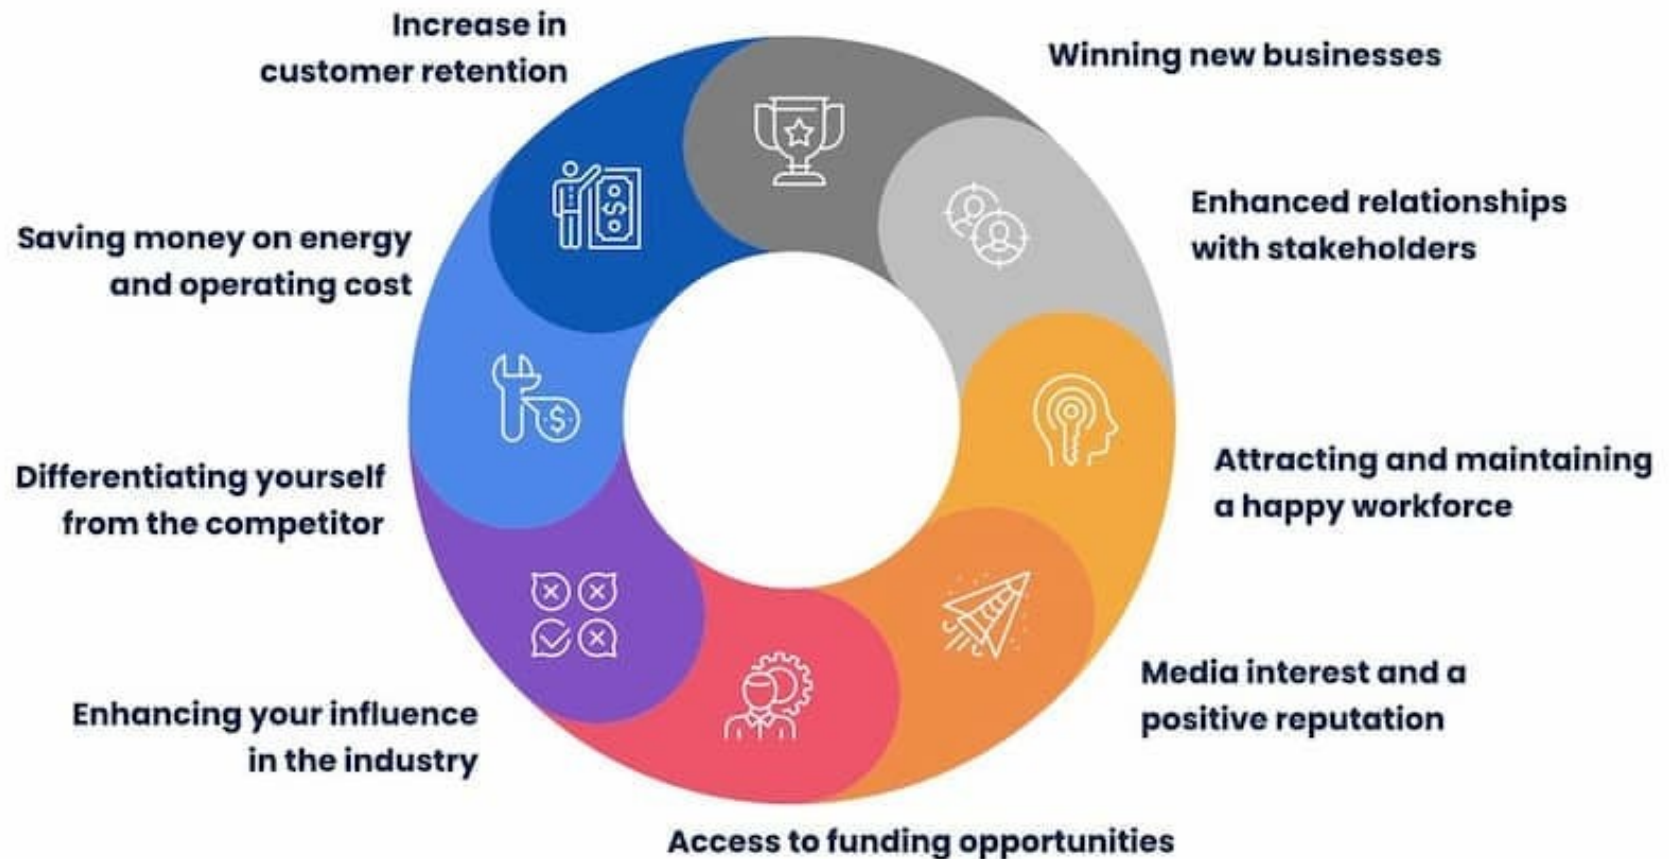 Increase in
customer retention
Winning new businesses
Enhanced relationships
with stakeholders
Saving money on energy
and operating cost
Attracting and maintaining
a happy workforce
Differentiating yourself
from the competitor
Media interest and a
positive reputation
Enhancing your influence
in the industry
Access to funding opportunities